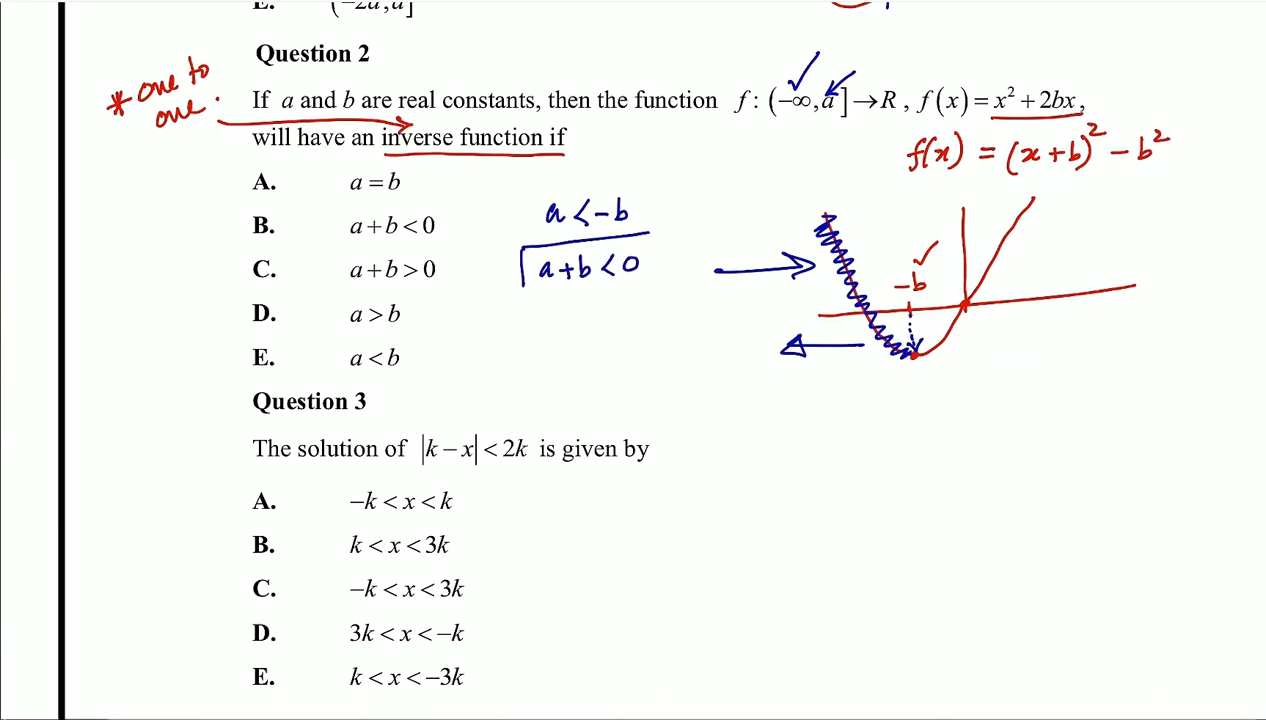 E. (−2a,a]
Question 2
* one to one.
If a and b are real constants, then the function f : (−∞, a] → R , f(x) = x² + 2bx,
will have an inverse function if
f(x) = (x + b)² − b²
A. a = b
B. a + b < 0
C. a + b > 0
D. a > b
E. a < b
a < −b
a + b < 0
−b
Question 3
The solution of |k − x| < 2k is given by
A. −k < x < k
B. k < x < 3k
C. −k < x < 3k
D. 3k < x < −k
E. k < x < −3k